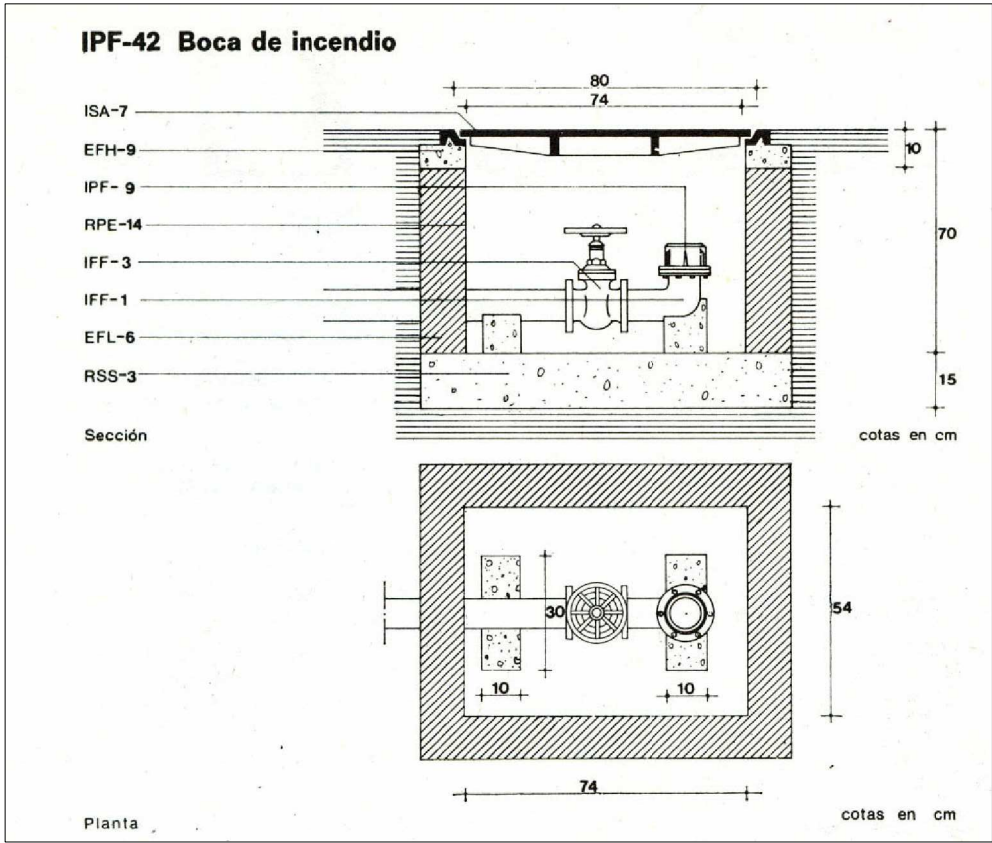 IPF-42 Boca de incendio
80
74
ISA-7
EFH-9
10
IPF-9
RPE-14
70
IFF-3
IFF-1
EFL-6
RSS-3
15
Sección
cotas en cm
30
54
10
10
74
Planta
cotas en cm